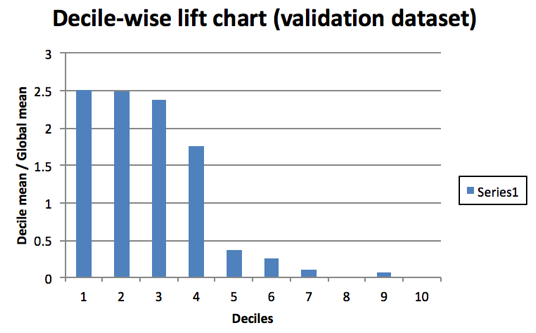 Decile-wise lift chart (validation dataset)
Decile mean / Global mean
3
2.5
2
1.5
1
0.5
0
1 2 3 4 5 6 7 8 9 10
Deciles
Series1